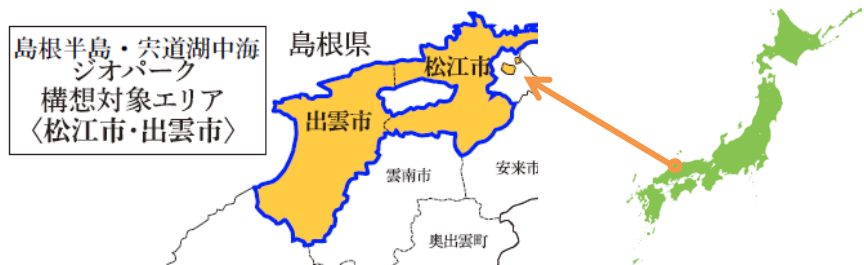 島根半島・宍道湖中海
ジオパーク
構想対象エリア
〈松江市・出雲市〉
島根県
松江市
出雲市
雲南市
安来市
奥出雲町